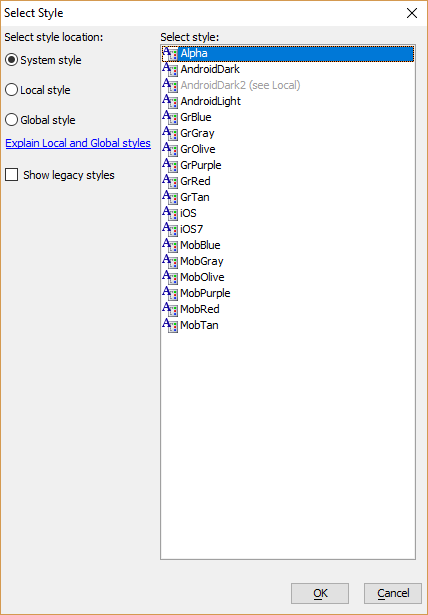 Select Style
Select style location:
System style
Local style
Global style
Explain Local and Global styles
Show legacy styles
Select style:
Alpha
AndroidDark
AndroidDark2 (see Local)
AndroidLight
GrBlue
GrGray
GrOlive
GrPurple
GrRed
GrTan
iOS
iOS7
MobBlue
MobGray
MobOlive
MobPurple
MobRed
MobTan
OK
Cancel